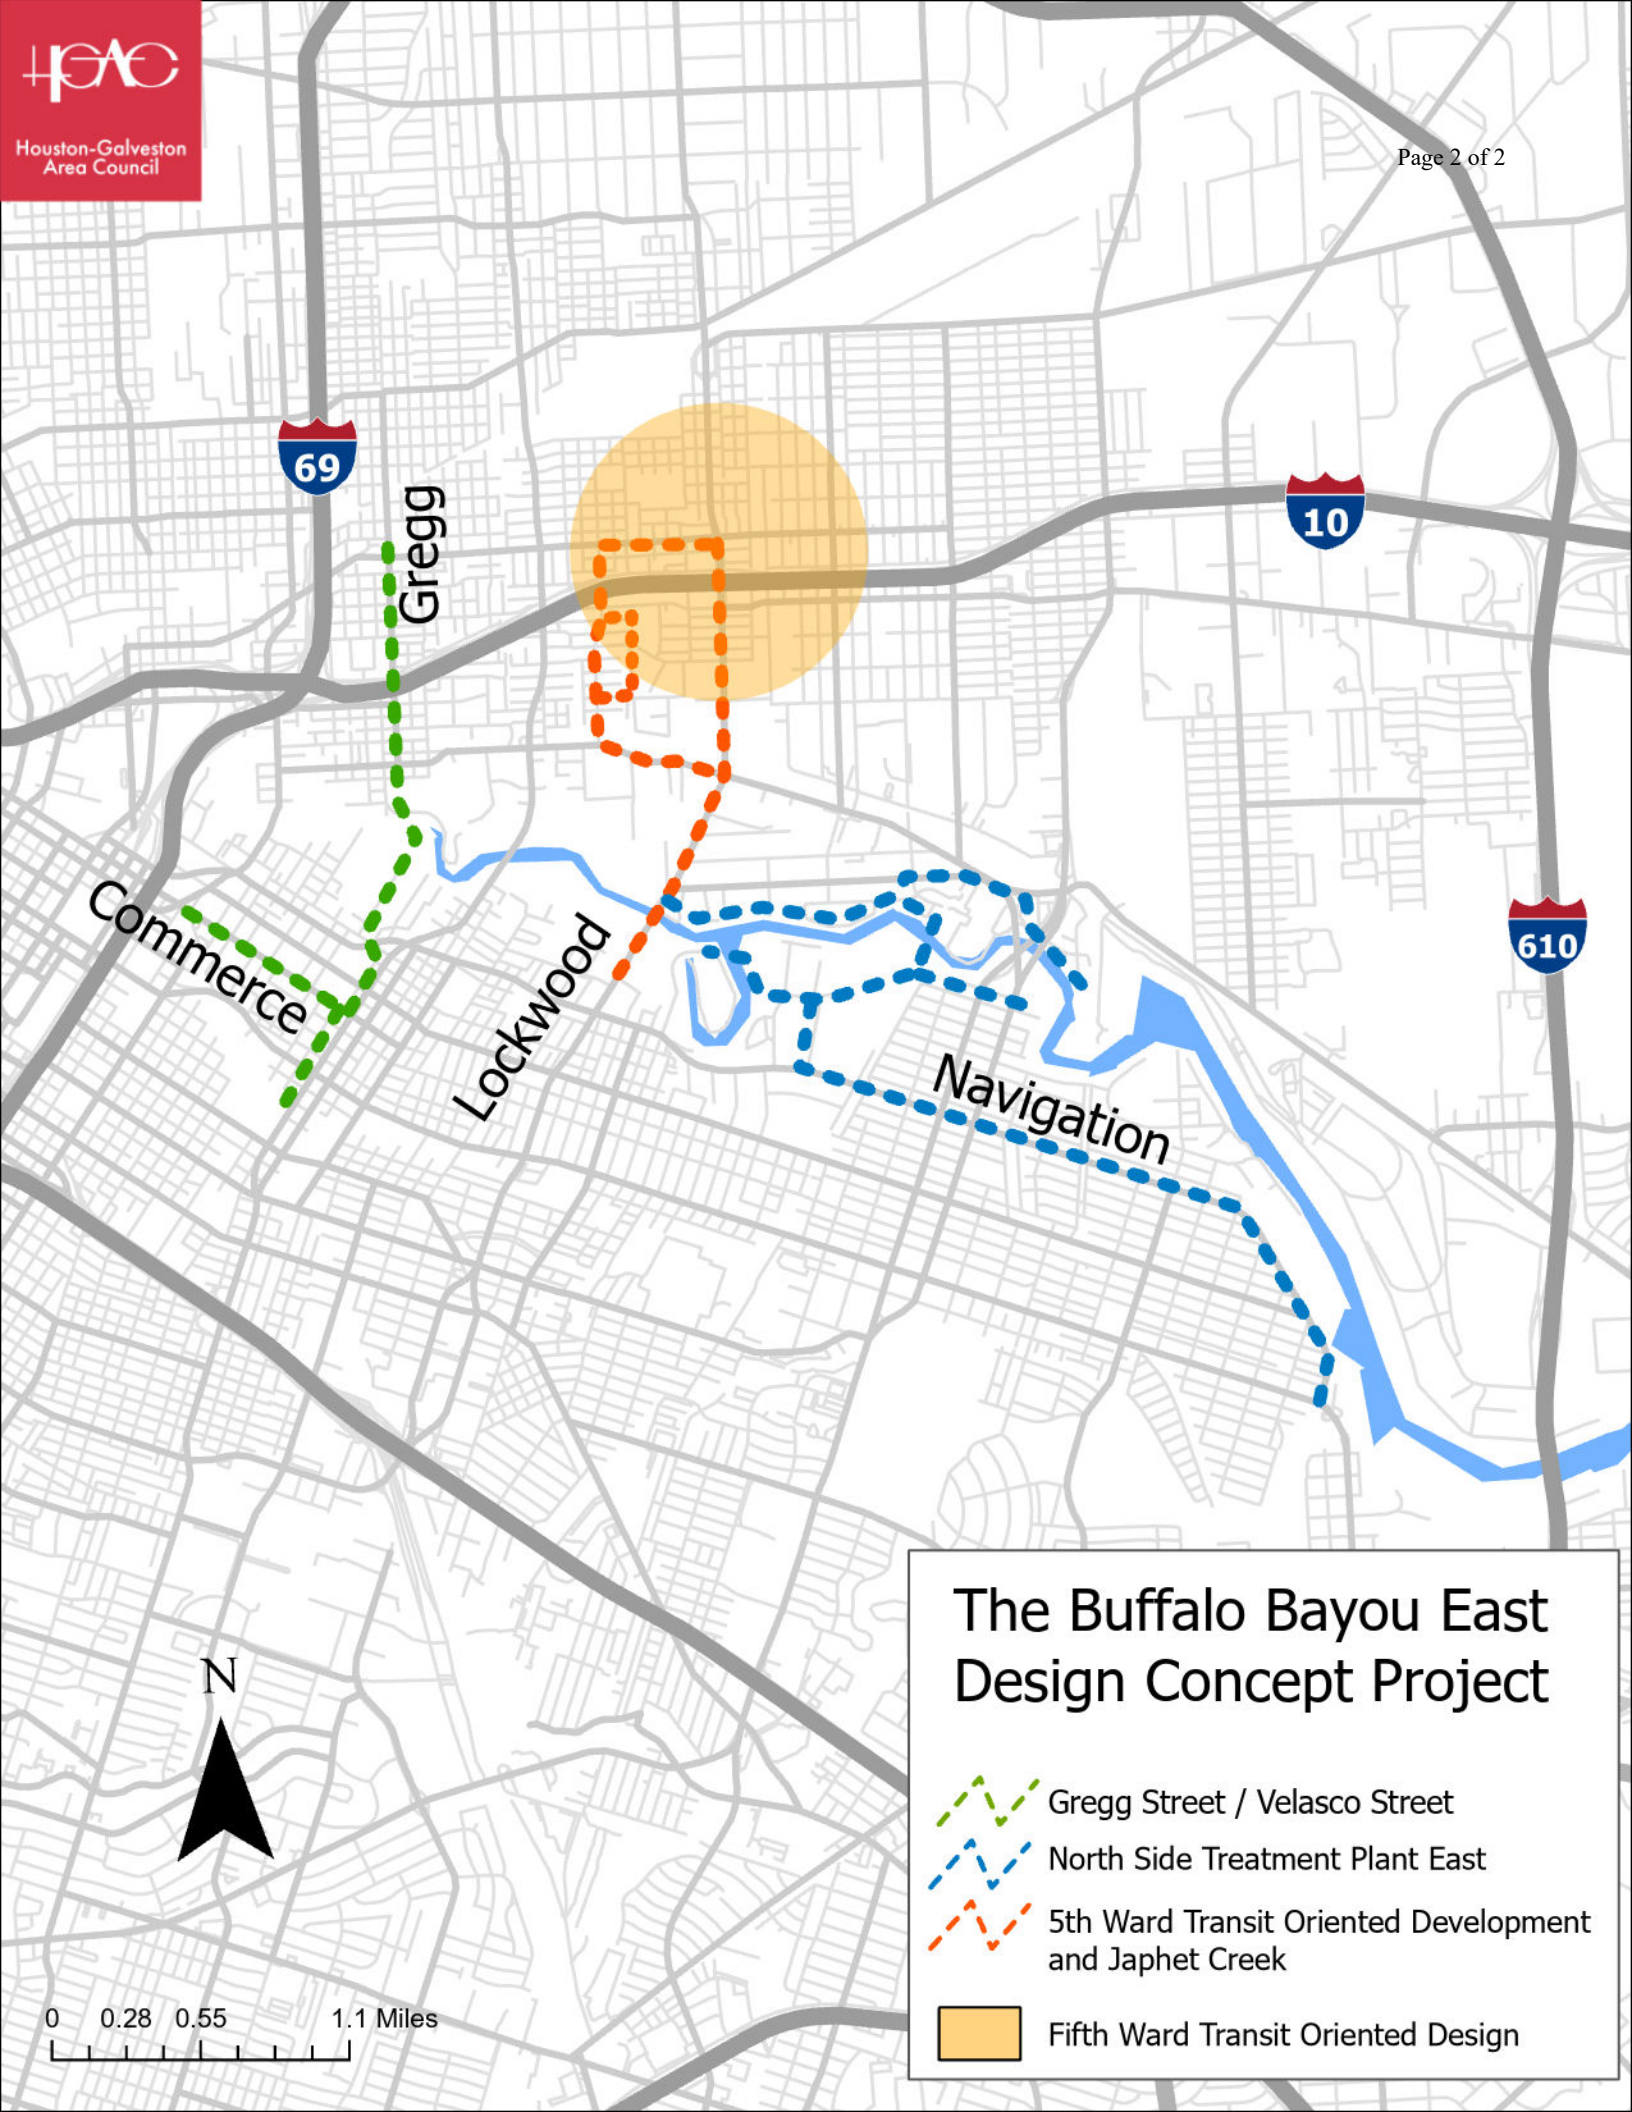 HGAC
Houston-Galveston
Area Council
Page 2 of 2
69
Gregg
10
Commerce
Lockwood
610
Navigation
The Buffalo Bayou East
Design Concept Project
N
Gregg Street / Velasco Street
North Side Treatment Plant East
5th Ward Transit Oriented Development
and Japhet Creek
Fifth Ward Transit Oriented Design
0 0.28 0.55 1.1 Miles